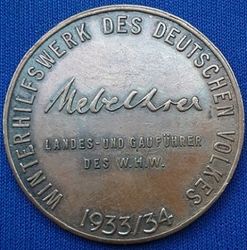 WINTERHILFSWERK DES DEUTSCHEN VOLKES
LANDES-UND GAUFÜHRER
DES W.H.W.
1933/34